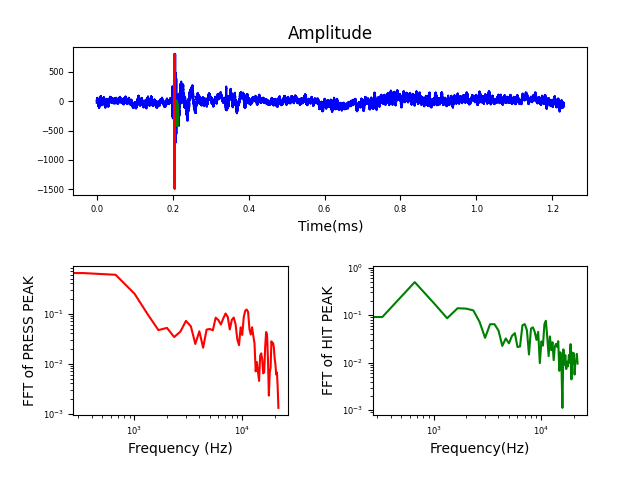 Amplitude
500
0
−500
−1000
−1500
0.0 0.2 0.4 0.6 0.8 1.0 1.2
Time(ms)
FFT of PRESS PEAK
10⁻¹
10⁻²
10⁻³
10³ 10⁴
Frequency (Hz)
FFT of HIT PEAK
10⁰
10⁻¹
10⁻²
10⁻³
10³ 10⁴
Frequency(Hz)